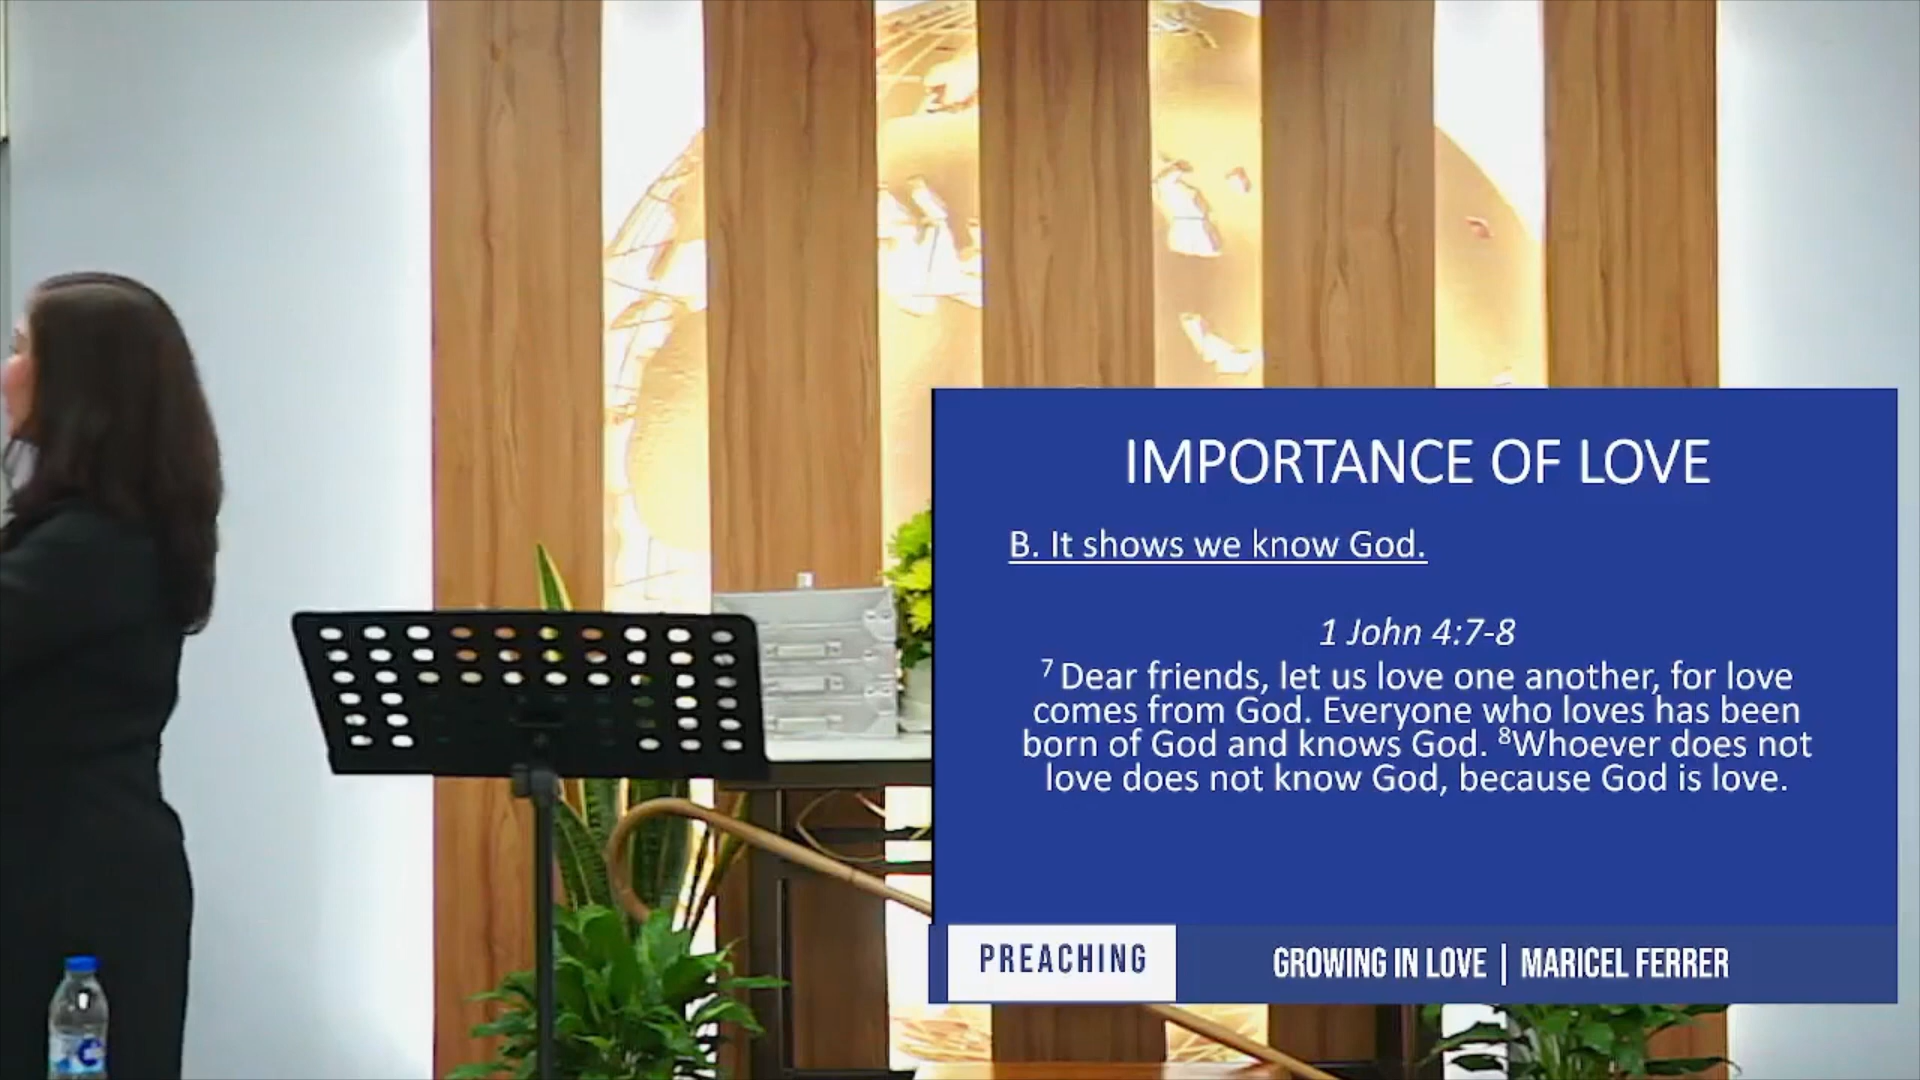 IMPORTANCE OF LOVE
B. It shows we know God.
1 John 4:7-8
7 Dear friends, let us love one another, for love
comes from God. Everyone who loves has been
born of God and knows God. 8Whoever does not
love does not know God, because God is love.
PREACHING
GROWING IN LOVE | MARICEL FERRER